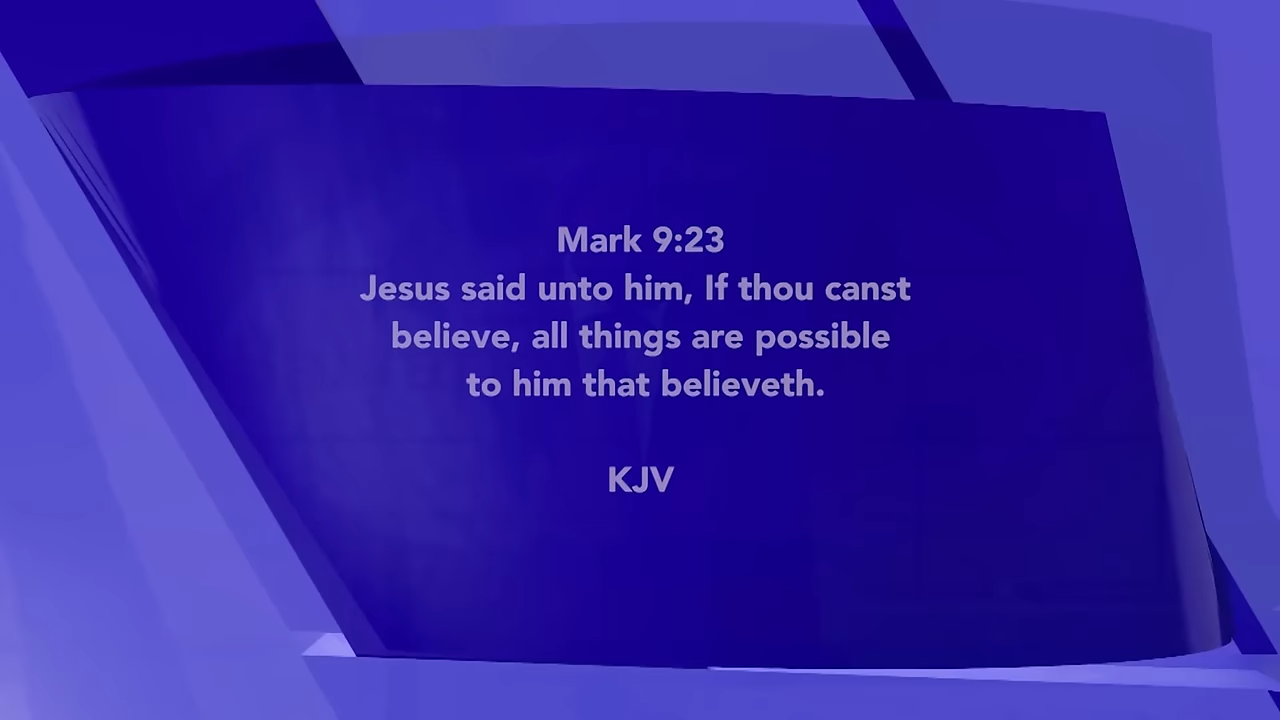 Mark 9:23
Jesus said unto him, If thou canst
believe, all things are possible
to him that believeth.
KJV